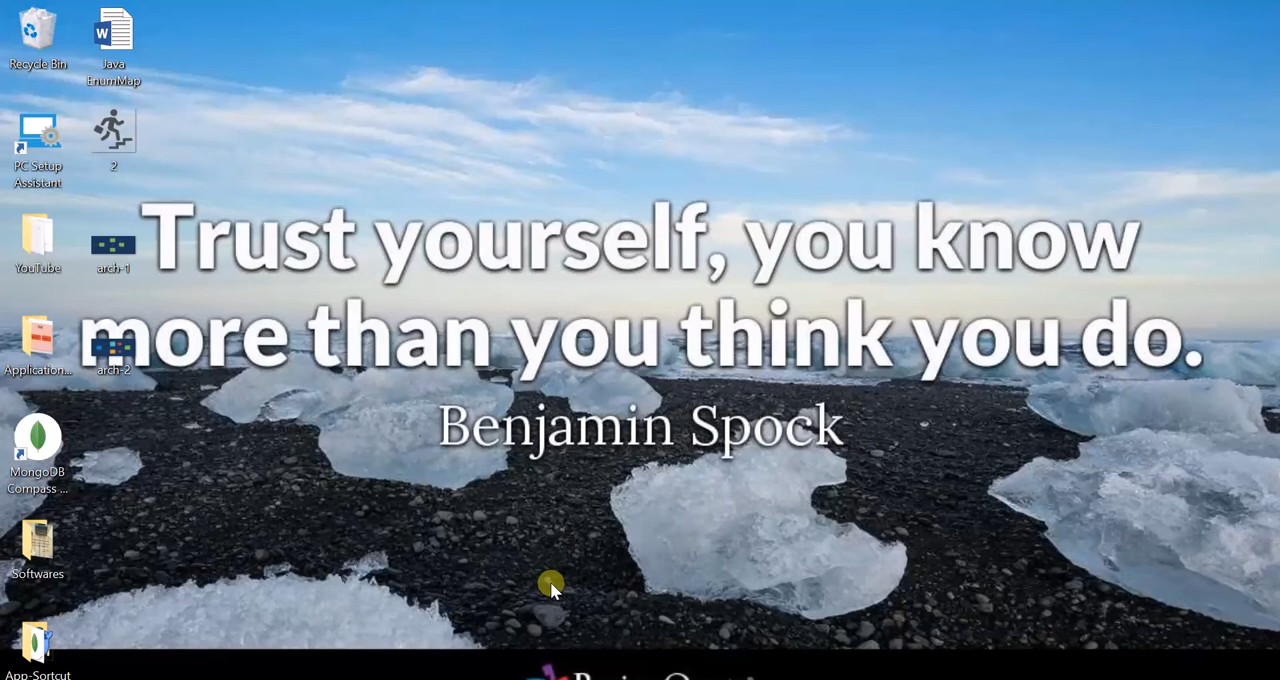 Recycle Bin
Java
EnumMap
PC Setup
Assistant
2
YouTube
arch-1
Application...
arch-2
MongoDB
Compass ...
Softwares
App-Sortcut
Trust yourself, you know
more than you think you do.
Benjamin Spock